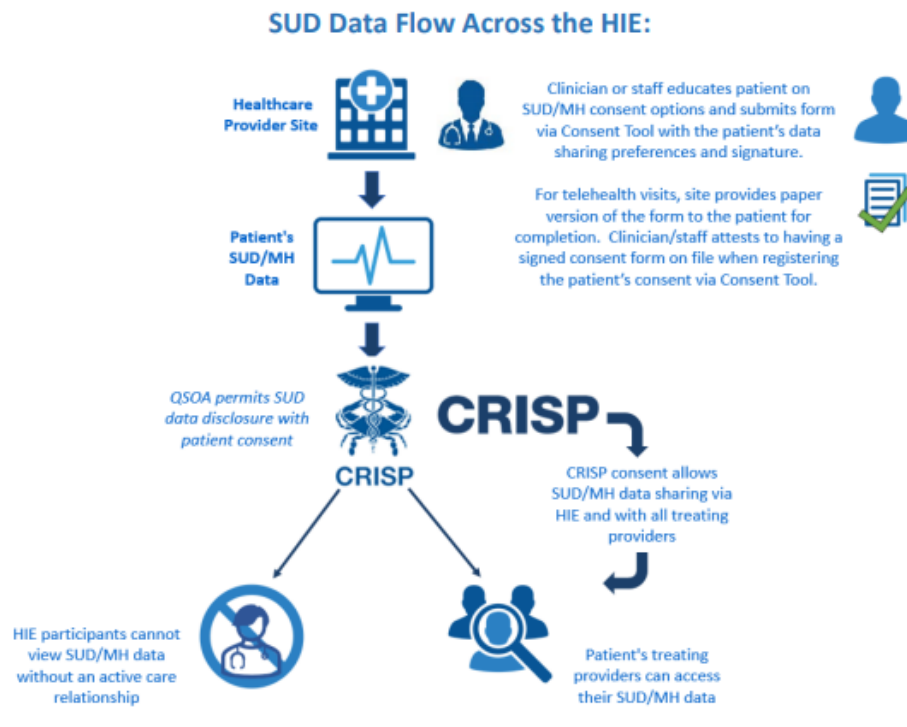 SUD Data Flow Across the HIE:
Healthcare
Provider Site
Clinician or staff educates patient on
SUD/MH consent options and submits form
via Consent Tool with the patient's data
sharing preferences and signature.
For telehealth visits, site provides paper
version of the form to the patient for
completion. Clinician/staff attests to having a
signed consent form on file when registering
the patient's consent via Consent Tool.
Patient's
SUD/MH
Data
QSOA permits SUD
data disclosure with
patient consent
CRISP
CRISP
CRISP consent allows
SUD/MH data sharing via
HIE and with all treating
providers
HIE participants cannot
view SUD/MH data
without an active care
relationship
Patient's treating
providers can access
their SUD/MH data